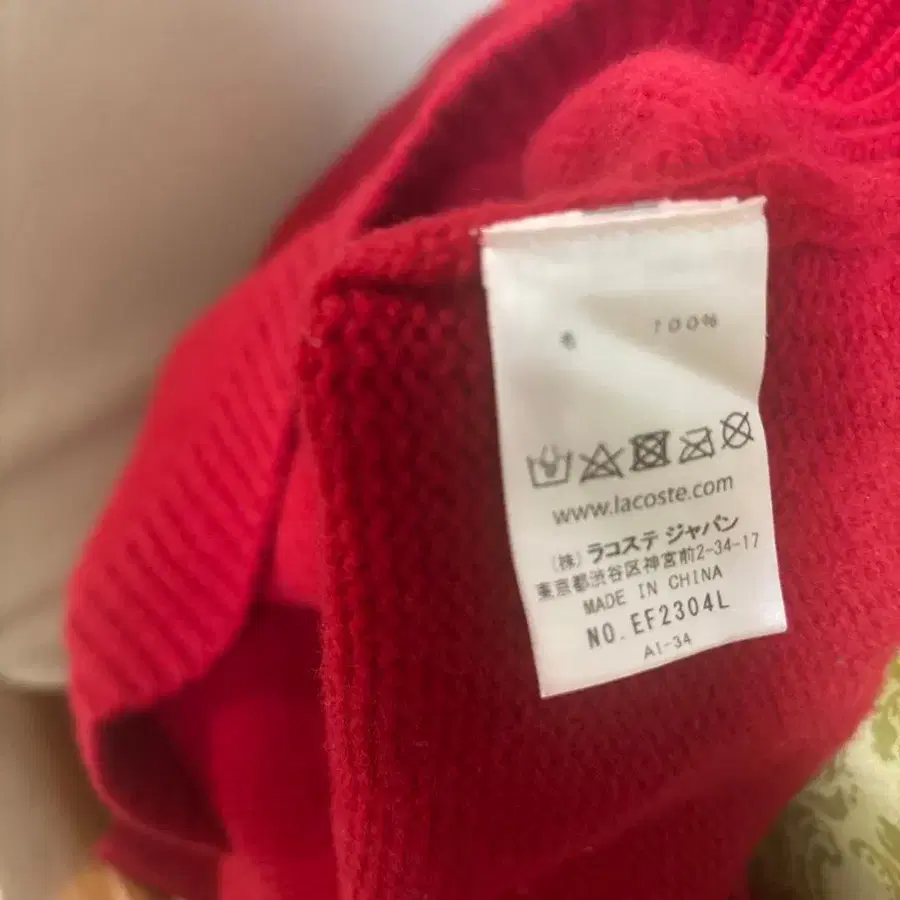 毛 100%
www.lacoste.com
(株) ラコステ ジャパン
東京都渋谷区神宮前2-34-17
MADE IN CHINA
NO. EF2304L
AI-34